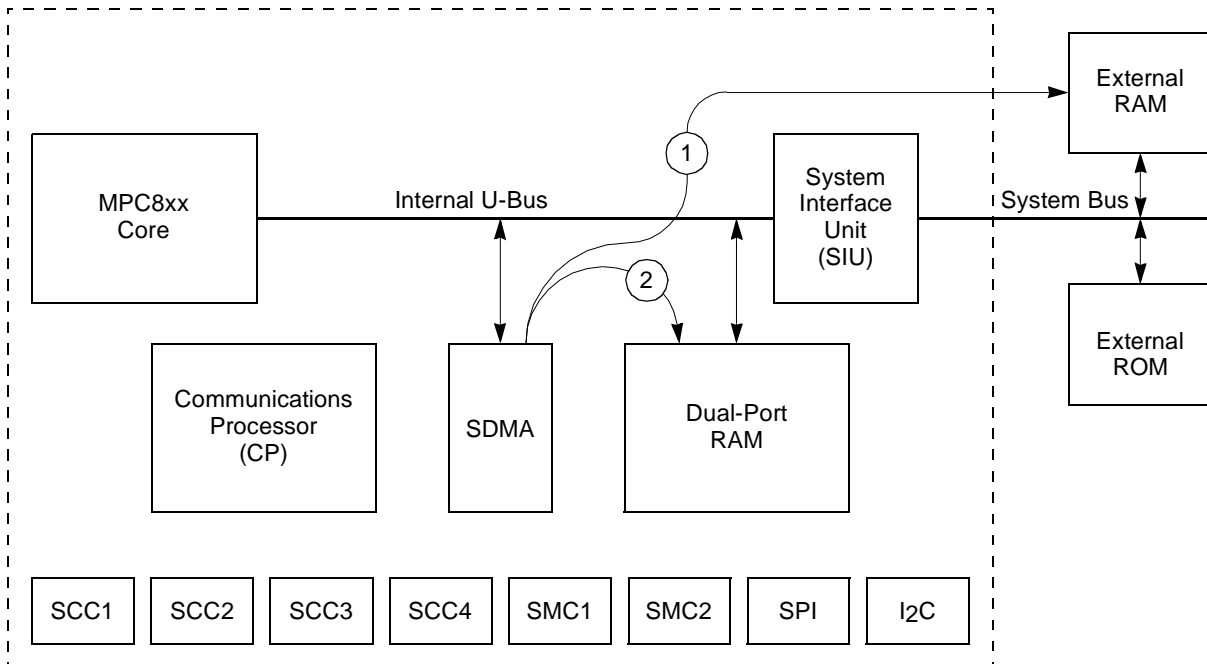 External
RAM
1
MPC8xx
Core
Internal U-Bus
System
Interface
Unit
(SIU)
System Bus
2
External
ROM
Communications
Processor
(CP)
SDMA
Dual-Port
RAM
SCC1
SCC2
SCC3
SCC4
SMC1
SMC2
SPI
I2C